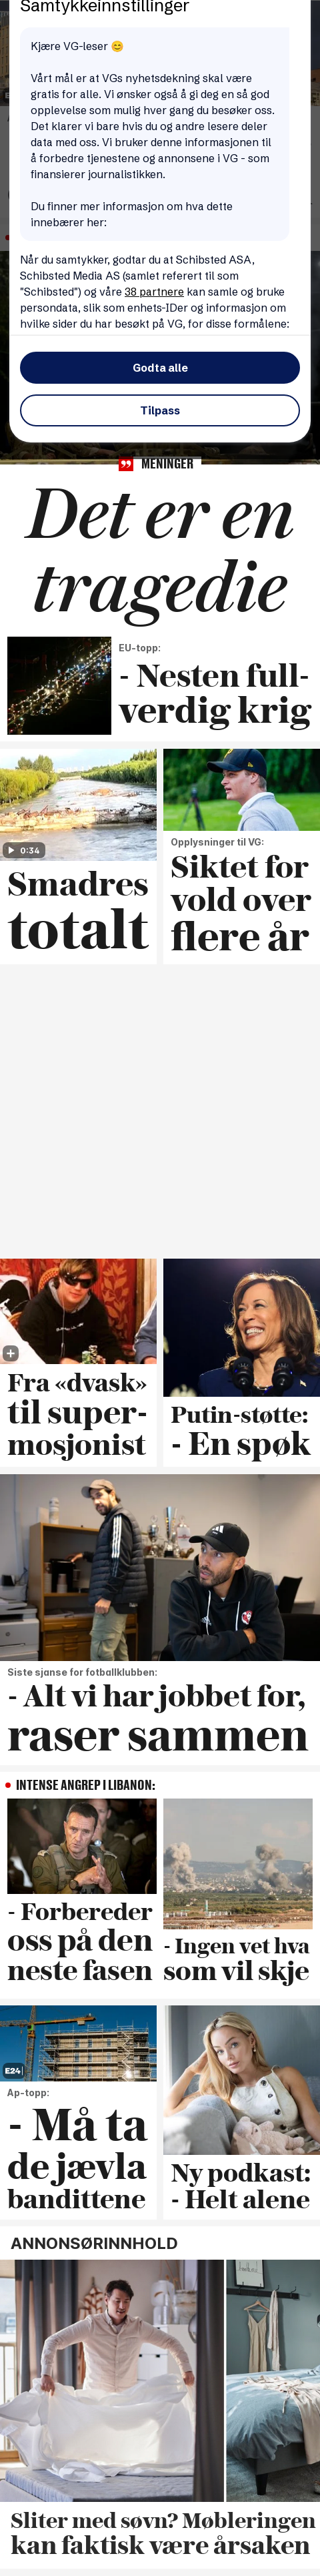 Samtykkeinnstillinger
Kjære VG-leser 😊
Vårt mål er at VGs nyhetsdekning skal være
gratis for alle. Vi ønsker også å gi deg en så god
opplevelse som mulig hver gang du besøker oss.
Det klarer vi bare hvis du og andre lesere deler
data med oss. Vi bruker denne informasjonen til
å forbedre tjenestene og annonsene i VG - som
finansierer journalistikken.
Du finner mer informasjon om hva dette
innebærer her:
Når du samtykker, godtar du at Schibsted ASA,
Schibsted Media AS (samlet referert til som
"Schibsted") og våre 38 partnere kan samle og bruke
persondata, slik som enhets-IDer og informasjon om
hvilke sider du har besøkt på VG, for disse formålene:
Godta alle
Tilpass
MENINGER
Det er en
tragedie
EU-topp:
- Nesten full-
verdig krig
0:34
Smadres
totalt
Opplysninger til VG:
Siktet for
vold over
flere år
Fra «dvask»
til super-
mosjonist
Putin-støtte:
- En spøk
Siste sjanse for fotballklubben:
- Alt vi har jobbet for,
raser sammen
INTENSE ANGREP I LIBANON:
- Forbereder
oss på den
neste fasen
- Ingen vet hva
som vil skje
E24
Ap-topp:
- Må ta
de jævla
bandittene
Ny podkast:
- Helt alene
ANNONSØRINNHOLD
Sliter med søvn? Møbleringen
kan faktisk være årsaken